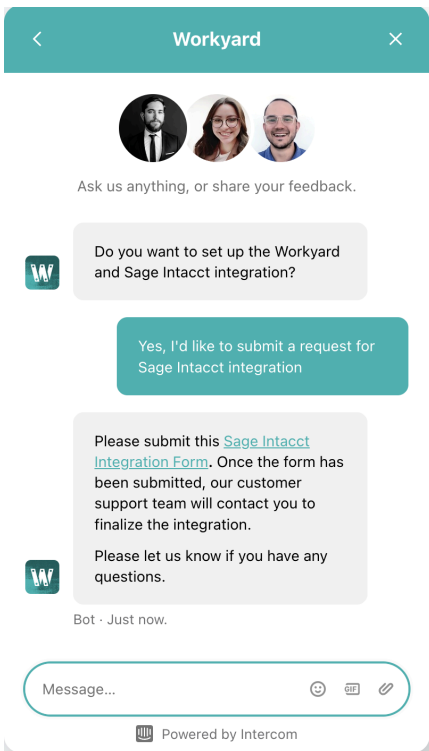 Workyard
Ask us anything, or share your feedback.
Do you want to set up the Workyard
and Sage Intacct integration?
W
Yes, I'd like to submit a request for
Sage Intacct integration
Please submit this Sage Intacct
Integration Form. Once the form has
been submitted, our customer
support team will contact you to
finalize the integration.
Please let us know if you have any
questions.
W
Bot · Just now.
Message...
GIF
Powered by Intercom